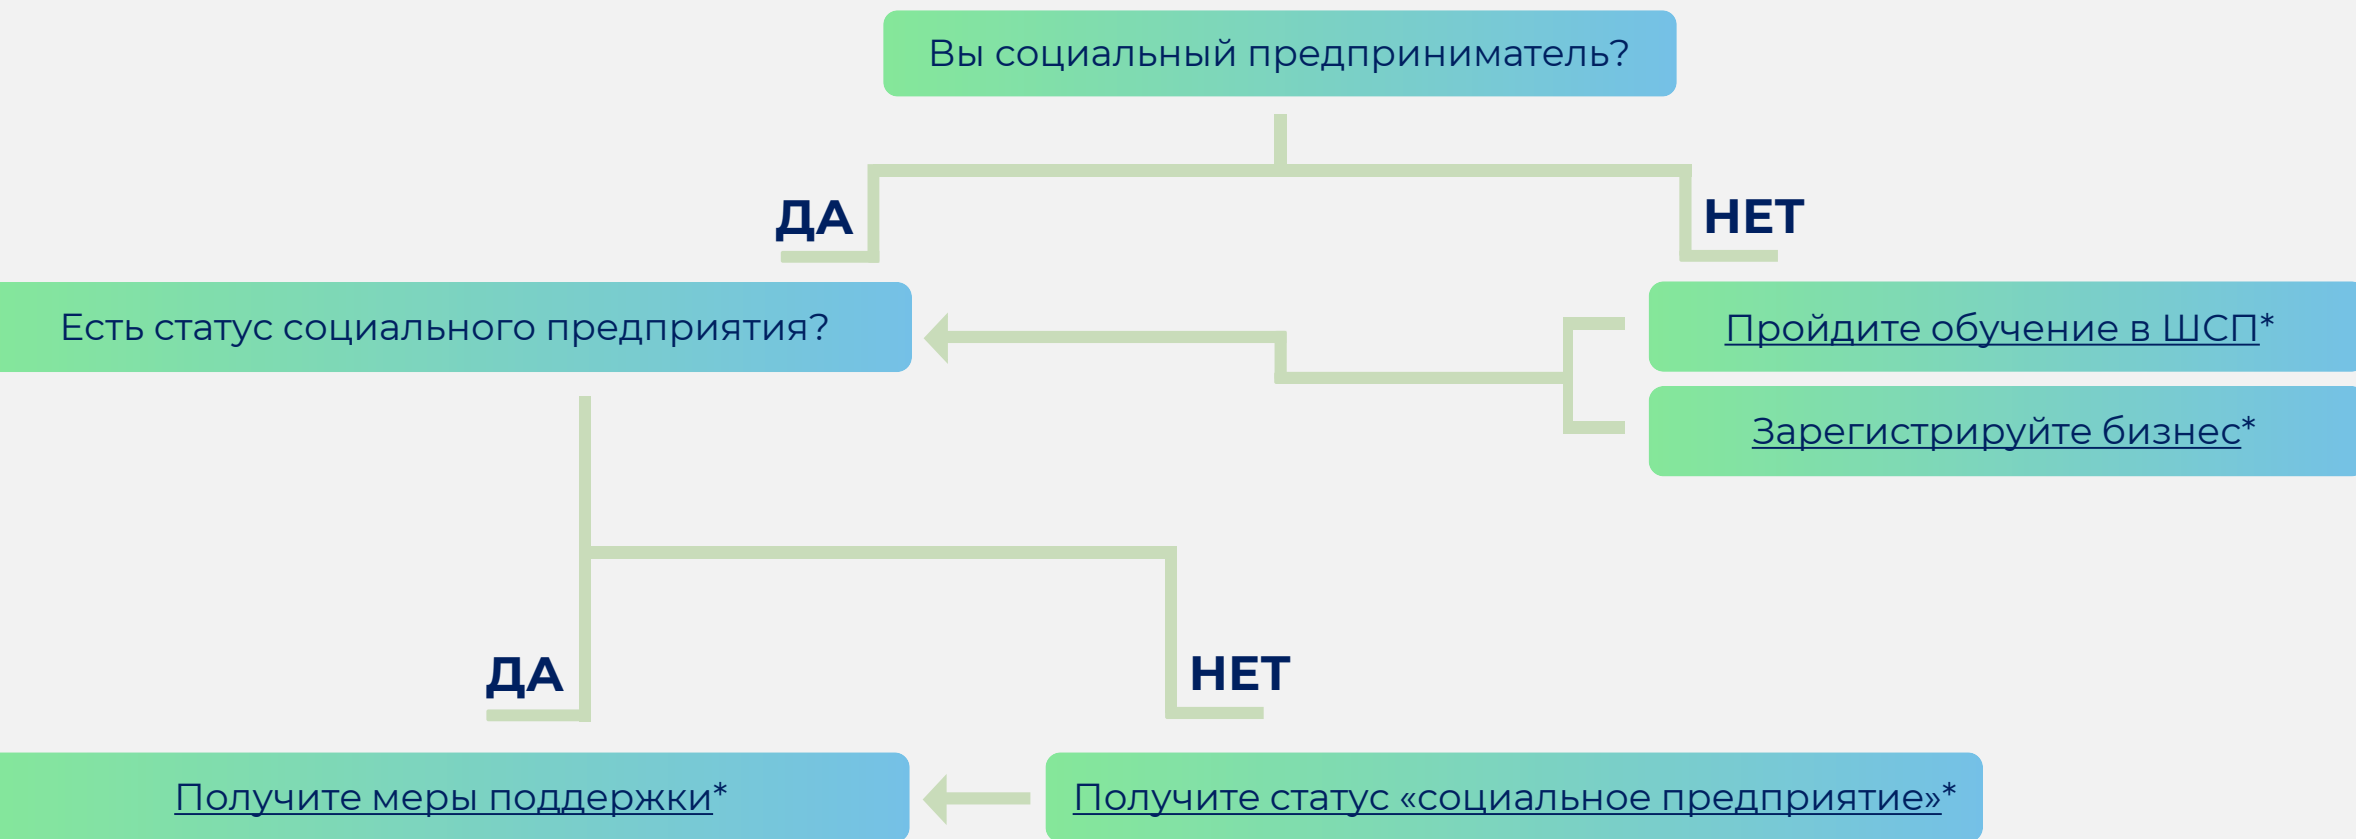 Вы социальный предприниматель?
ДА
НЕТ
Есть статус социального предприятия?
Пройдите обучение в ШСП*
Зарегистрируйте бизнес*
ДА
НЕТ
Получите меры поддержки*
Получите статус «социальное предприятие»*